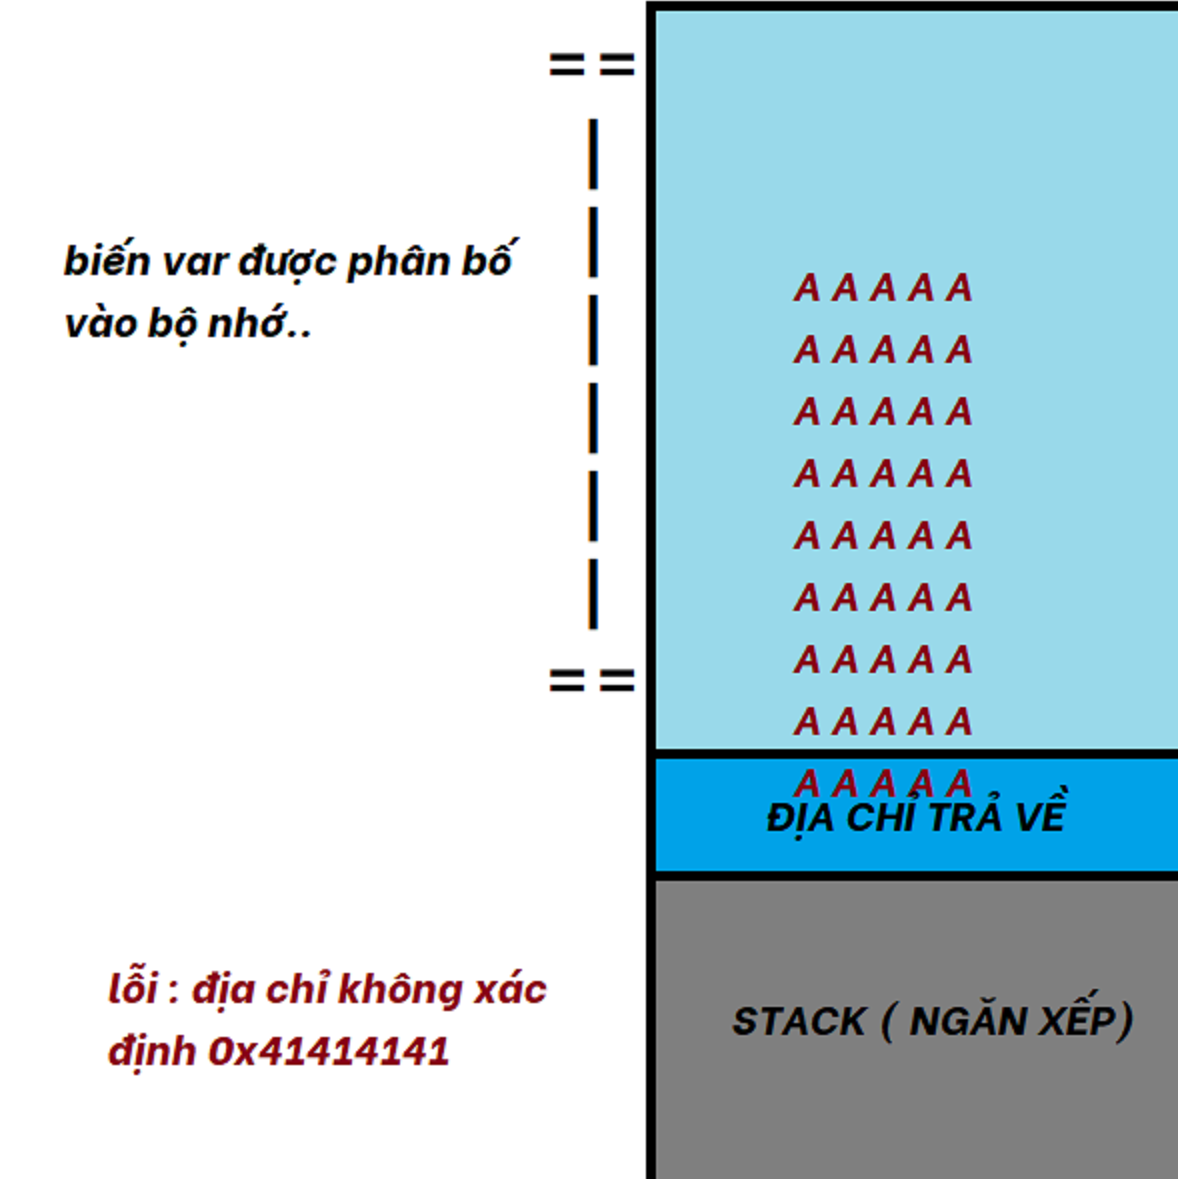 ==
|
|
biến var được phân bố
vào bộ nhớ..
|
|
|
|
==
A A A A A
A A A A A
A A A A A
A A A A A
A A A A A
A A A A A
A A A A A
A A A A A
A A A A A
ĐỊA CHỈ TRẢ VỀ
lỗi : địa chỉ không xác
định 0x41414141
STACK ( NGĂN XẾP)